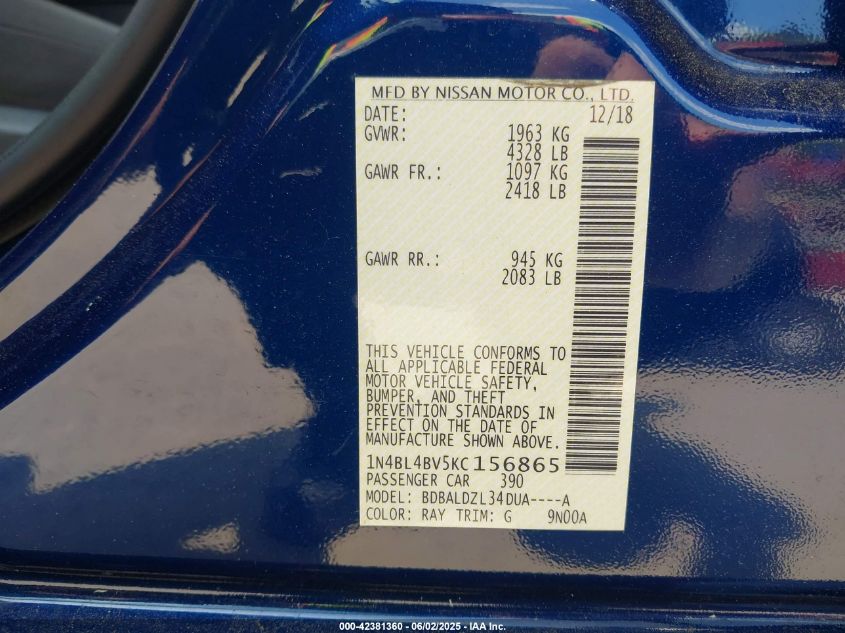 MFD BY NISSAN MOTOR CO., LTD.
DATE: 12/18
GVWR: 1963 KG
4328 LB
GAWR FR.: 1097 KG
2418 LB
GAWR RR.: 945 KG
2083 LB
THIS VEHICLE CONFORMS TO
ALL APPLICABLE FEDERAL
MOTOR VEHICLE SAFETY,
BUMPER, AND THEFT
PREVENTION STANDARDS IN
EFFECT ON THE DATE OF
MANUFACTURE SHOWN ABOVE.
1N4BL4BV5KC156865
PASSENGER CAR 390
MODEL: BDBALDZL34DUA----A
COLOR: RAY TRIM: G 9N00A
000-42381360 - 06/02/2025 - IAA Inc.